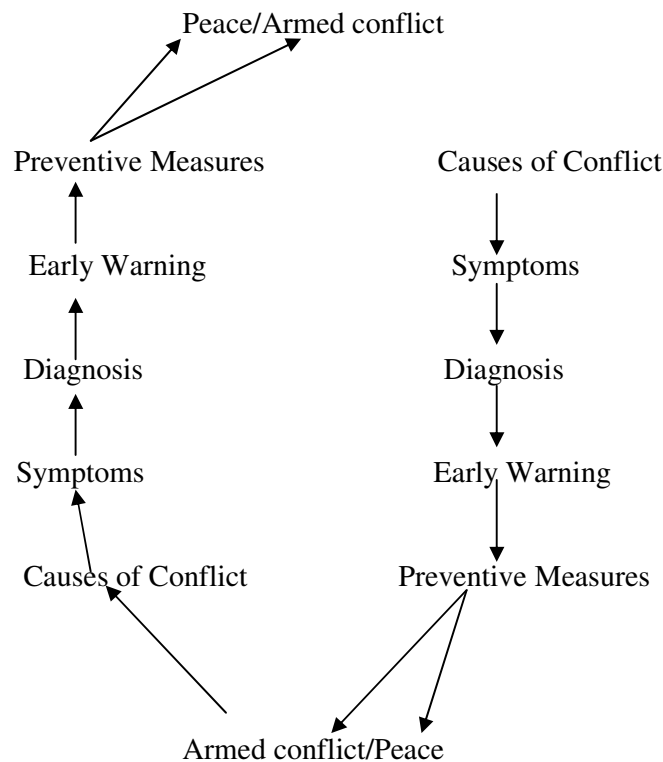 Peace/Armed conflict
Preventive Measures
Causes of Conflict
Early Warning
Symptoms
Diagnosis
Diagnosis
Symptoms
Early Warning
Causes of Conflict
Preventive Measures
Armed conflict/Peace